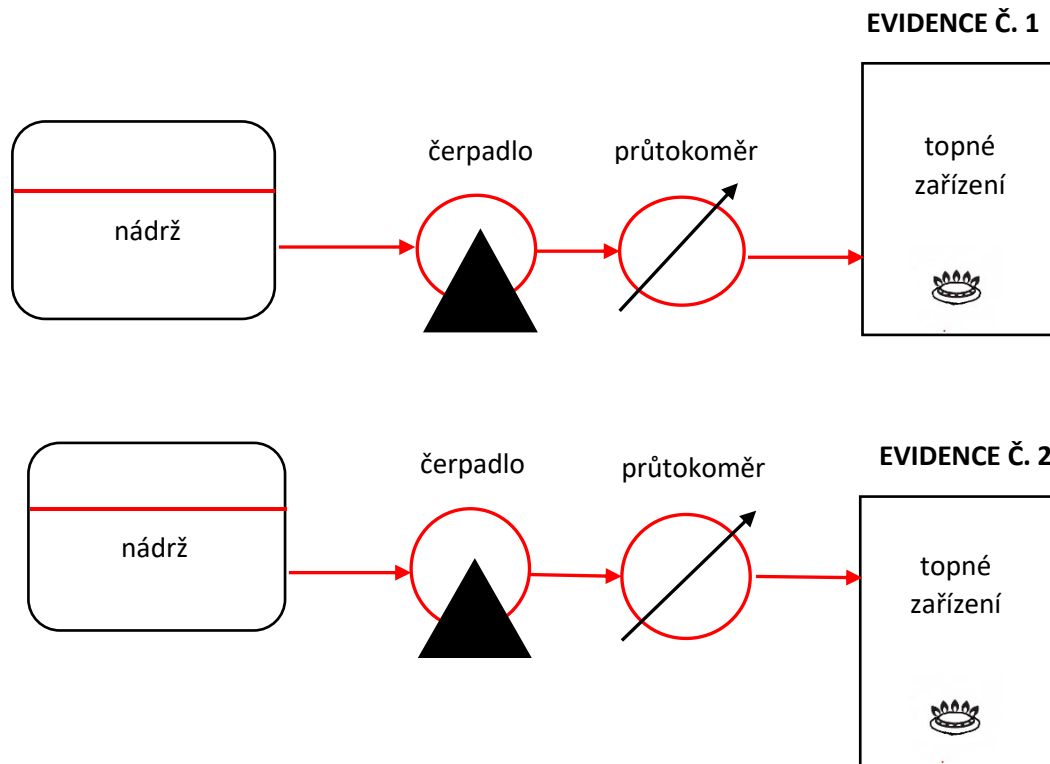 EVIDENCE Č. 1
čerpadlo
průtokoměr
topné
zařízení
nádrž
EVIDENCE Č. 2
čerpadlo
průtokoměr
nádrž
topné
zařízení